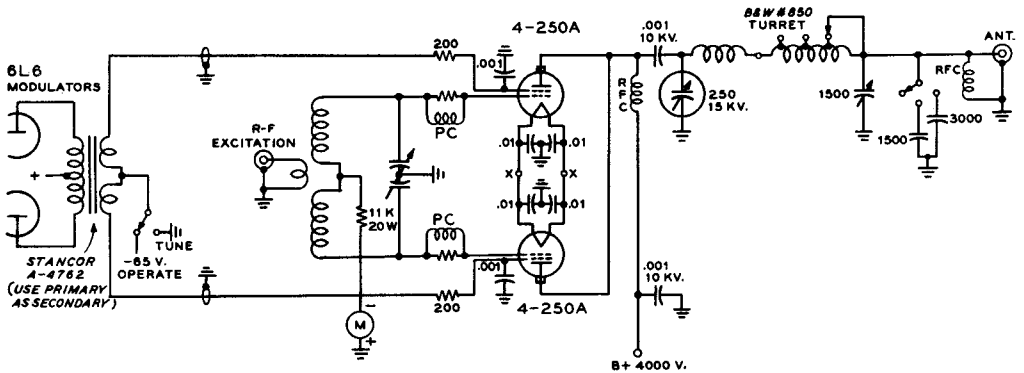 6L6
MODULATORS
+
STANCOR
A-4762
(USE PRIMARY
AS SECONDARY)
-65 V.
OPERATE
TUNE
R-F
EXCITATION
200
PC
.001
4-250A
11 K
20W
-
M
+
PC
.001
200
.01
.01
X
X
.01
.01
4-250A
R
F
C
.001
10 KV.
250
15 KV.
B&W #850
TURRET
1500
1500
3000
RFC
ANT.
.001
10 KV.
B+ 4000 V.